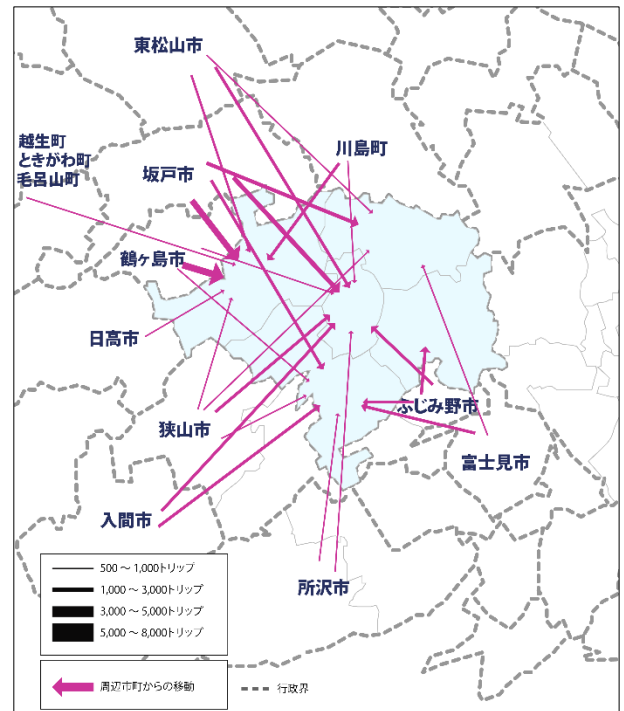 東松山市
越生町
ときがわ町
毛呂山町
坂戸市
川島町
鶴ヶ島市
日高市
狭山市
ふじみ野市
富士見市
入間市
所沢市
500～1,000トリップ
1,000～3,000トリップ
3,000～5,000トリップ
5,000～8,000トリップ
周辺市町からの移動
行政界